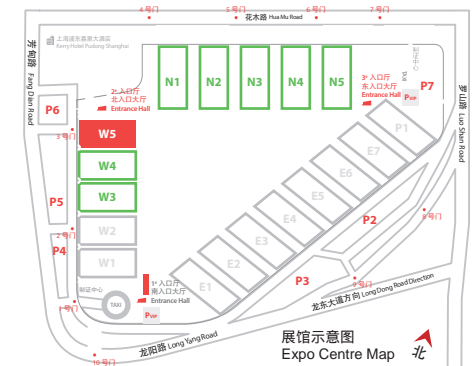 4 号门
5 号门
花木路 Hua Mu Road
6 号门
7 号门
上海浦东嘉里大酒店
Kerry Hotel Pudong Shanghai
芳甸路 Fang Dian Road
罗山路 Luo Shan Road
N1
N2
N3
N4
N5
2# 入口厅
北入口大厅
Entrance Hall
3# 入口厅
东入口大厅
Entrance Hall
P VIP
P7
P6
3 号门
W5
W4
W3
W2
W1
P5
P4
2 号门
1 号门
P1
E7
E6
E5
E4
E3
E2
E1
P2
P3
8 号门
9 号门
制证中心
TAXI
1# 入口厅
南入口大厅
Entrance Hall
P VIP
10 号门
龙阳路 Long Yang Road
龙东大道方向 Long Dong Road Direction
展馆示意图
Expo Centre Map
北